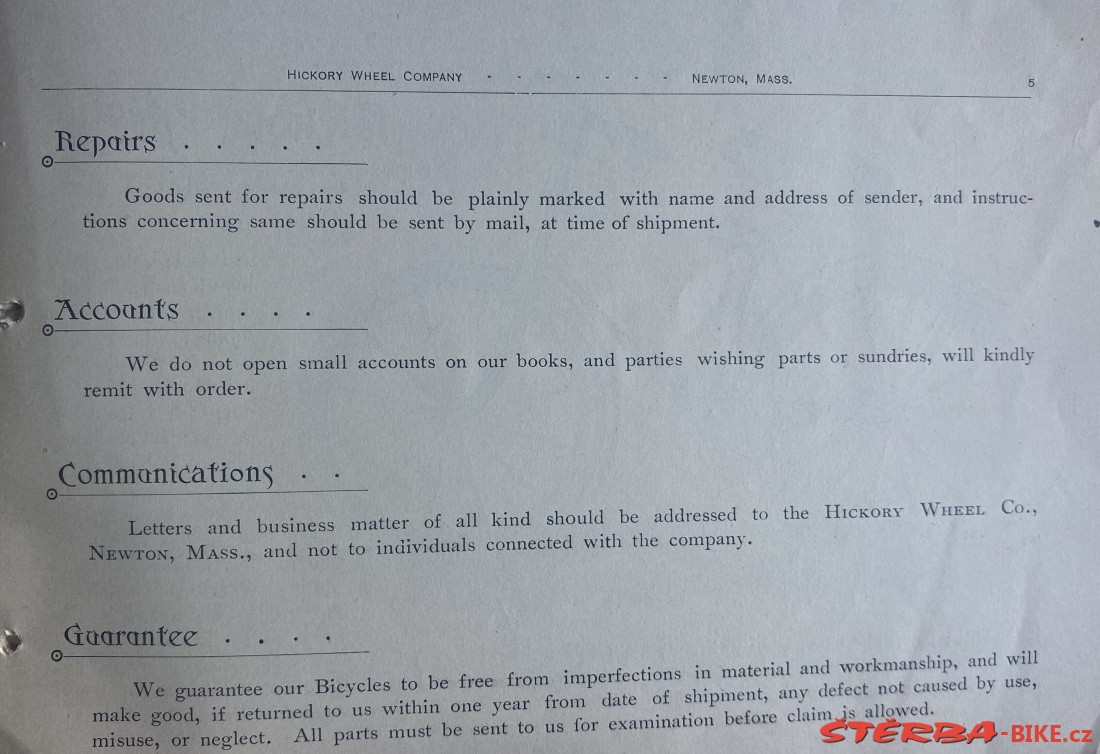 HICKORY WHEEL COMPANY - - - - - - - NEWTON, MASS. 5
Repairs . . . . .
Goods sent for repairs should be plainly marked with name and address of sender, and instruc-
tions concerning same should be sent by mail, at time of shipment.
Accounts . . . .
We do not open small accounts on our books, and parties wishing parts or sundries, will kindly
remit with order.
Communications . .
Letters and business matter of all kind should be addressed to the HICKORY WHEEL CO.,
NEWTON, MASS., and not to individuals connected with the company.
Guarantee . . . .
We guarantee our Bicycles to be free from imperfections in material and workmanship, and will
make good, if returned to us within one year from date of shipment, any defect not caused by use,
misuse, or neglect. All parts must be sent to us for examination before claim is allowed.
ŠTĚRBA-BIKE.cz